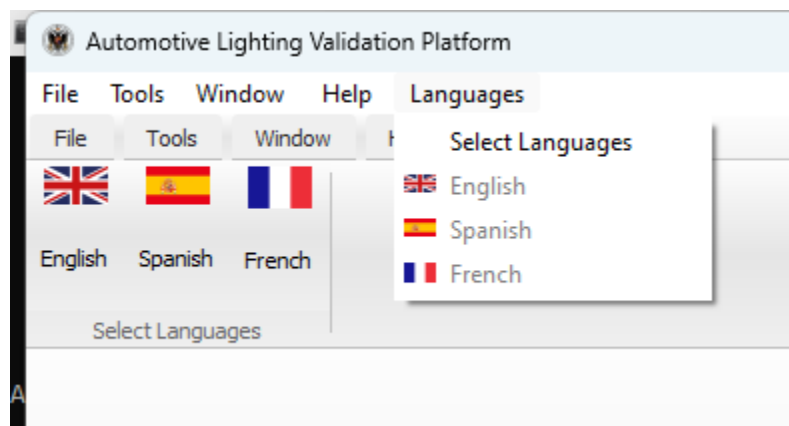 Automotive Lighting Validation Platform
File Tools Window Help Languages
File Tools Window
Select Languages
English
Spanish
French
English Spanish French
Select Languages
A